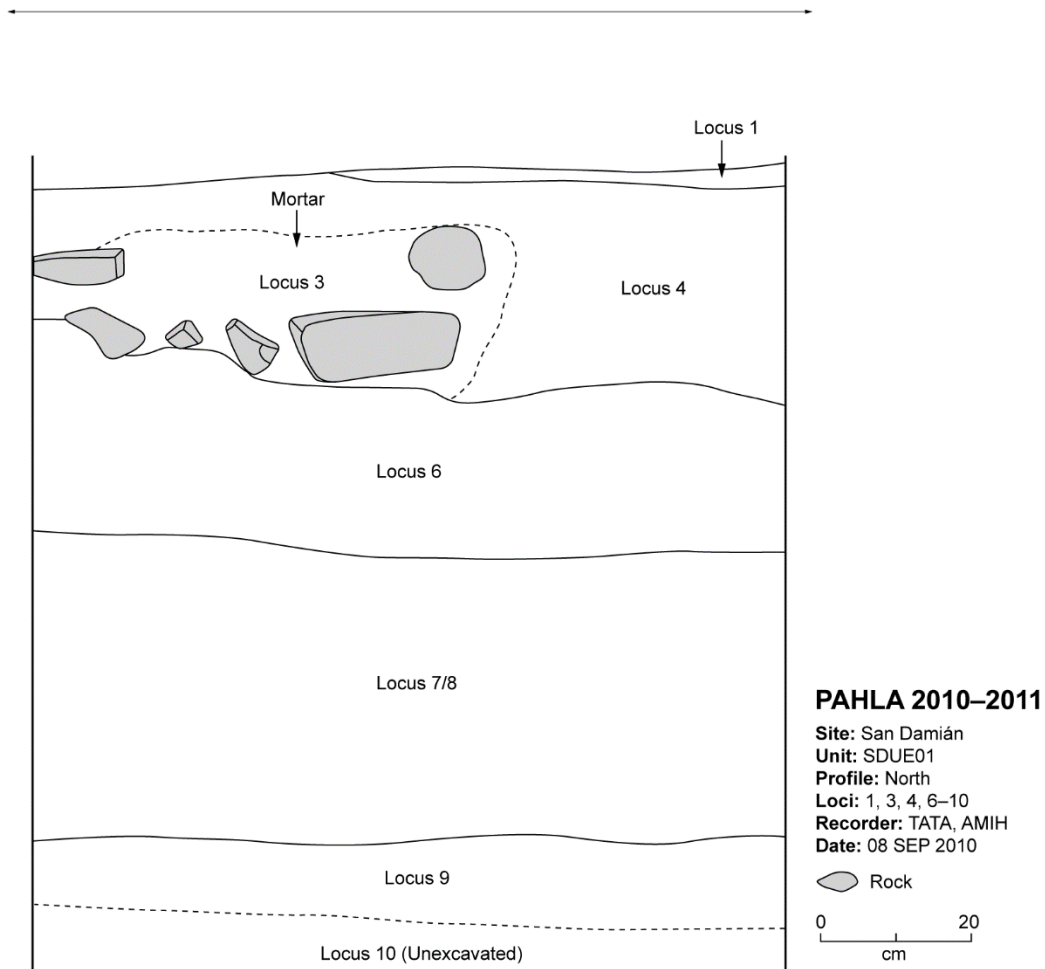 Locus 1
Mortar
Locus 3
Locus 4
Locus 6
Locus 7/8
Locus 9
Locus 10 (Unexcavated)
PAHLA 2010–2011
Site: San Damián
Unit: SDUE01
Profile: North
Loci: 1, 3, 4, 6–10
Recorder: TATA, AMIH
Date: 08 SEP 2010
Rock
0 20
cm